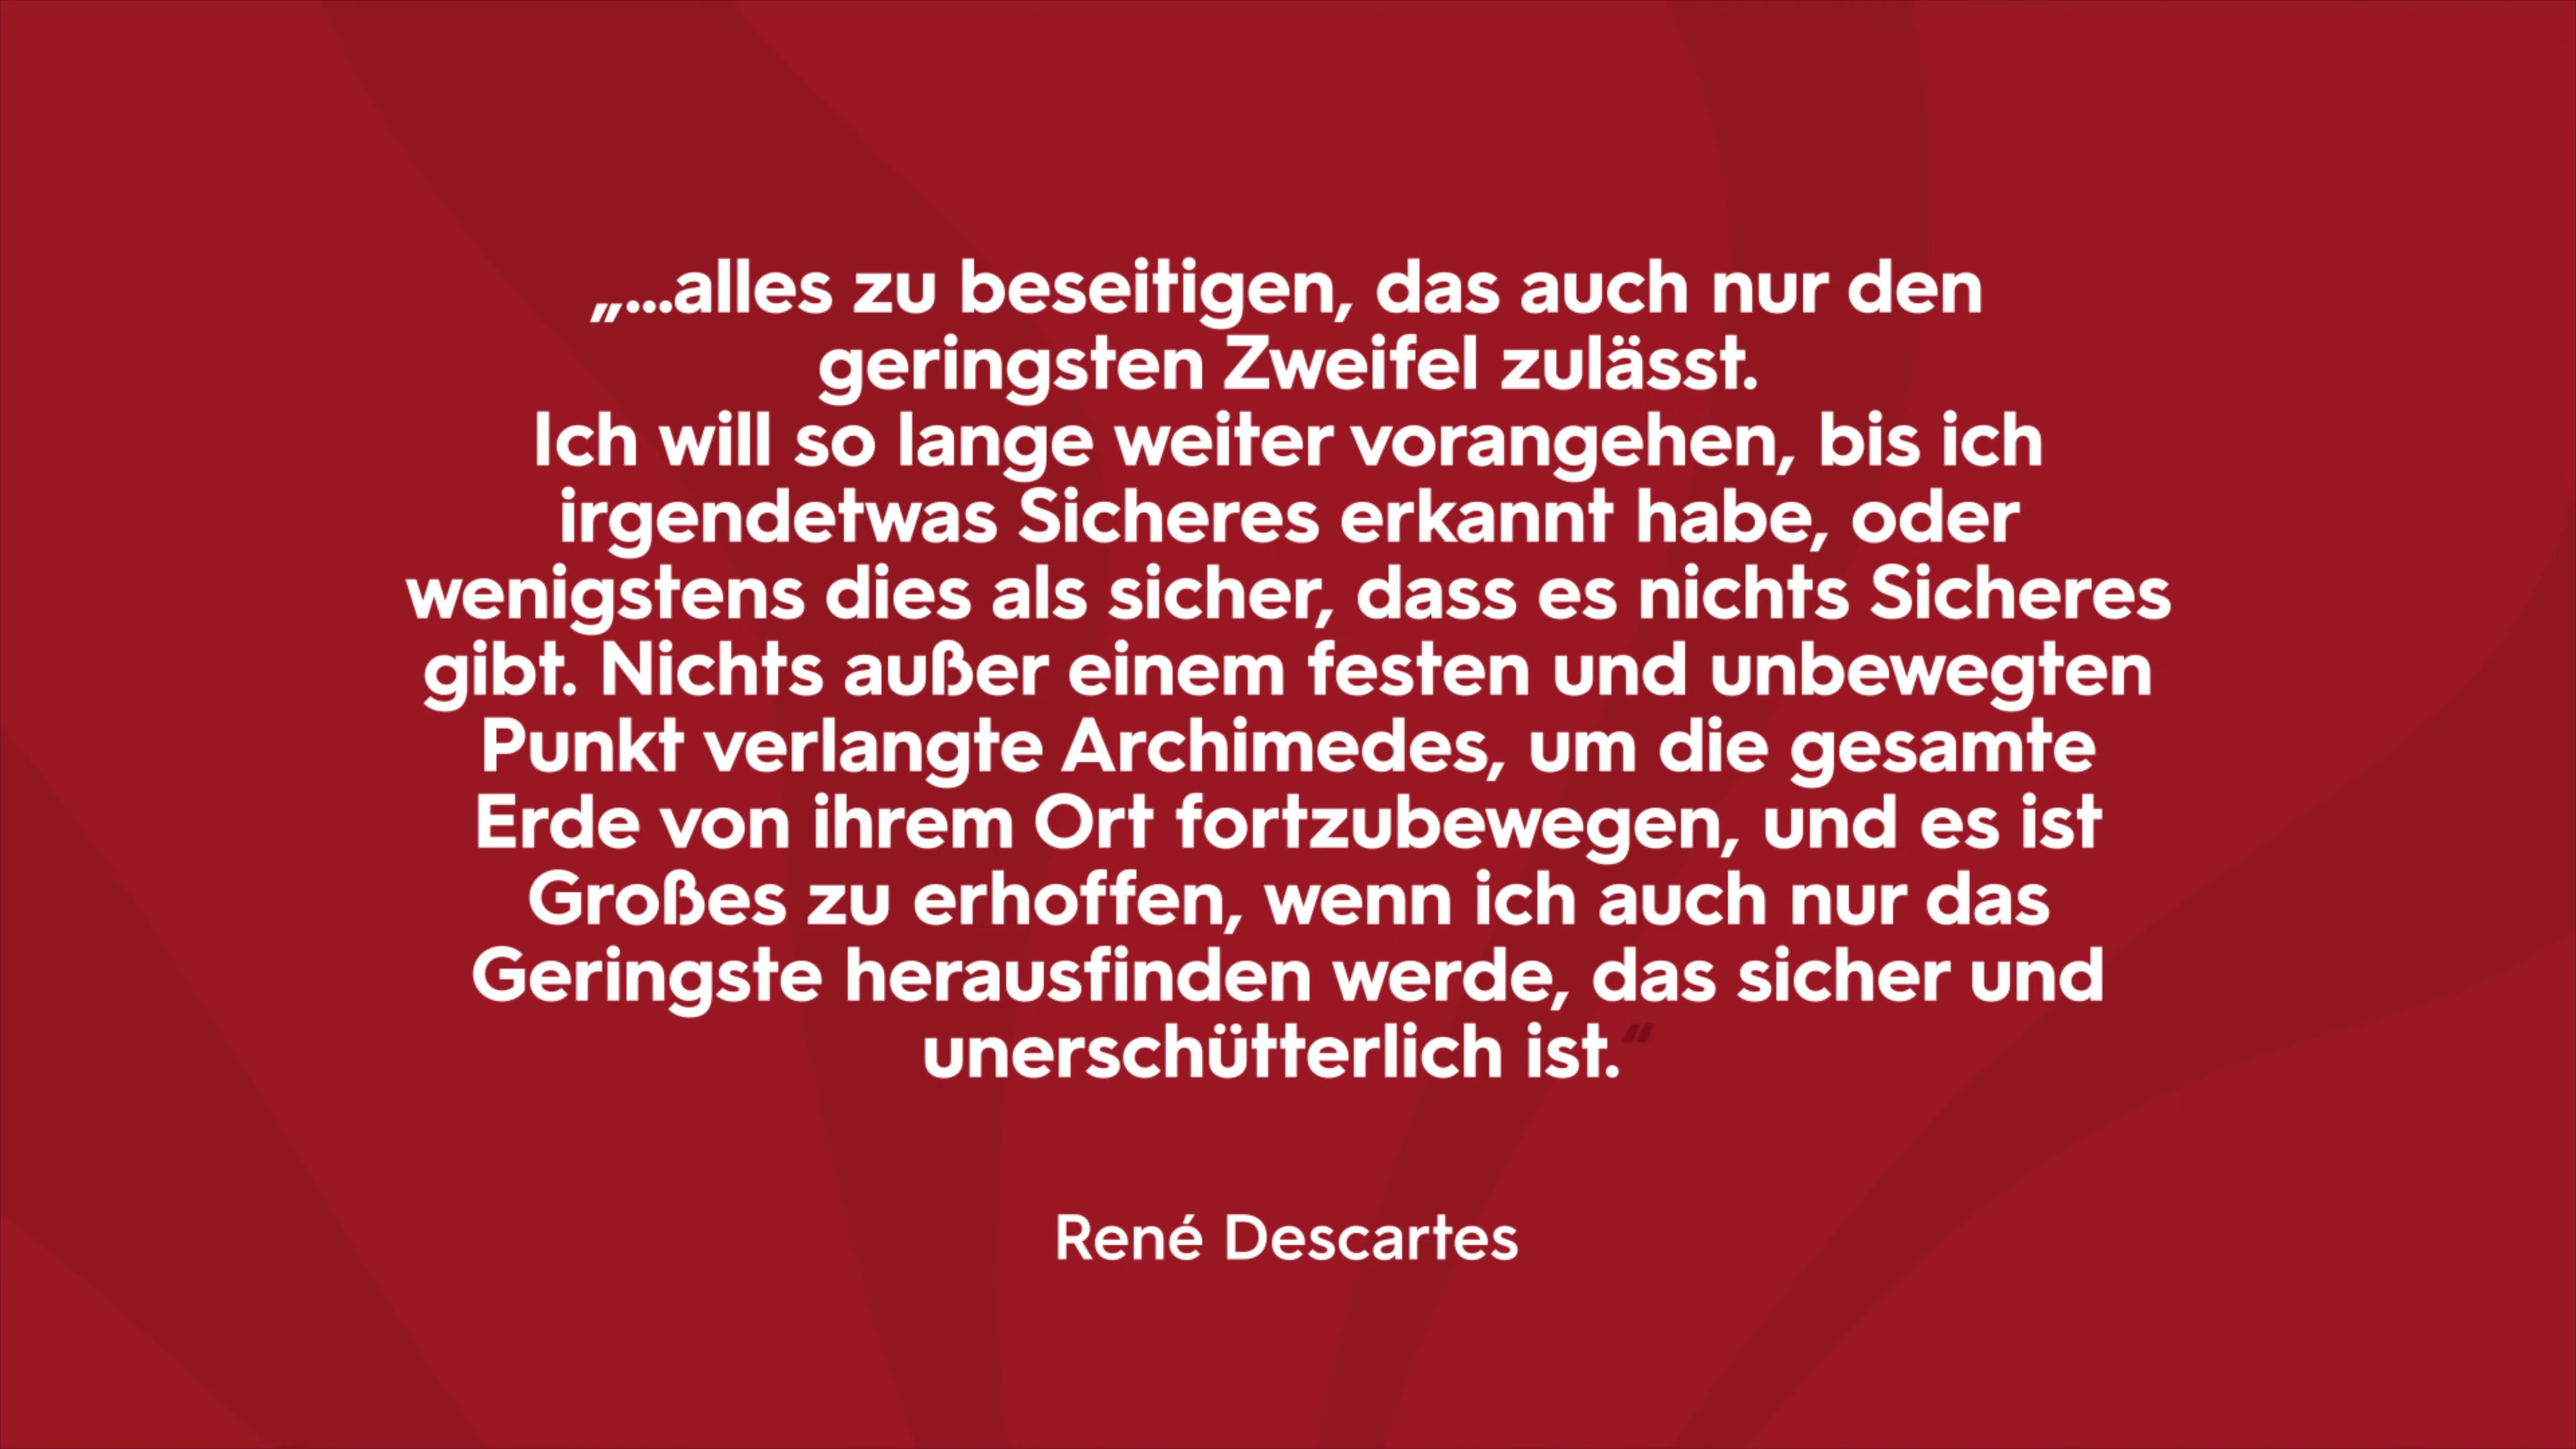 „…alles zu beseitigen, das auch nur den
geringsten Zweifel zulässt.
Ich will so lange weiter vorangehen, bis ich
irgendetwas Sicheres erkannt habe, oder
wenigstens dies als sicher, dass es nichts Sicheres
gibt. Nichts außer einem festen und unbewegten
Punkt verlangte Archimedes, um die gesamte
Erde von ihrem Ort fortzubewegen, und es ist
Großes zu erhoffen, wenn ich auch nur das
Geringste herausfinden werde, das sicher und
unerschütterlich ist.“
René Descartes